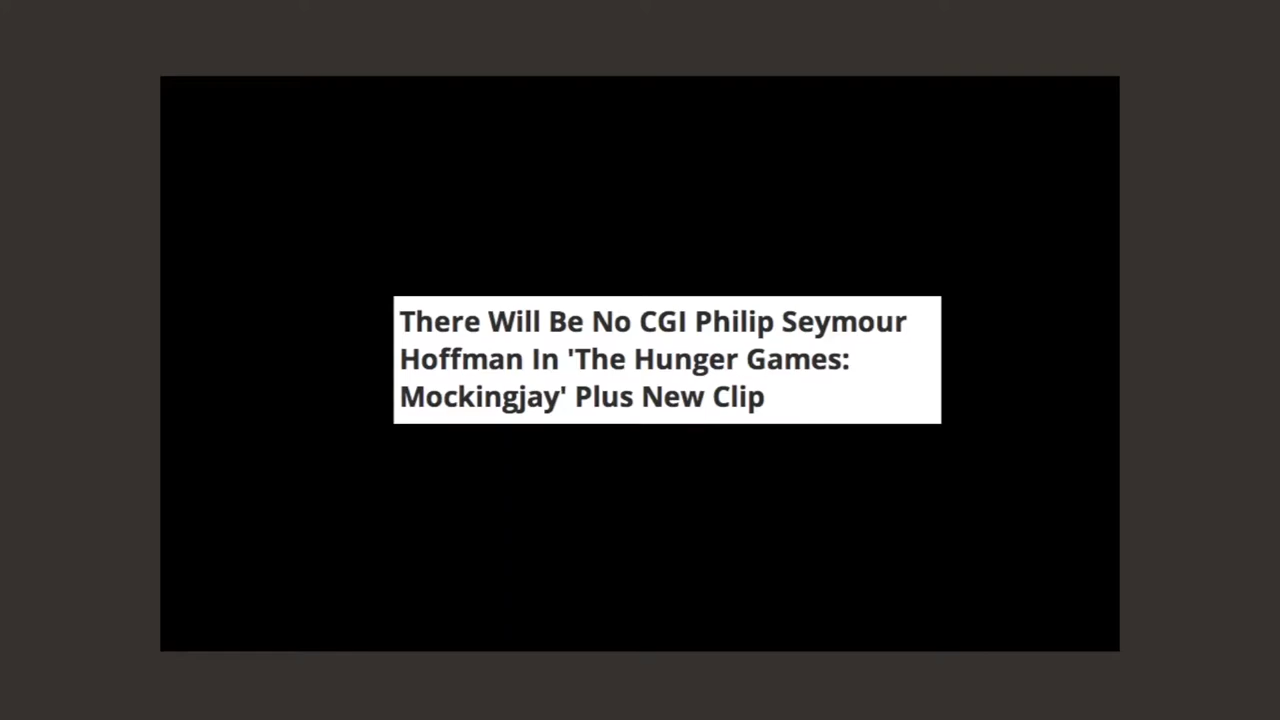 There Will Be No CGI Philip Seymour
Hoffman In 'The Hunger Games:
Mockingjay' Plus New Clip